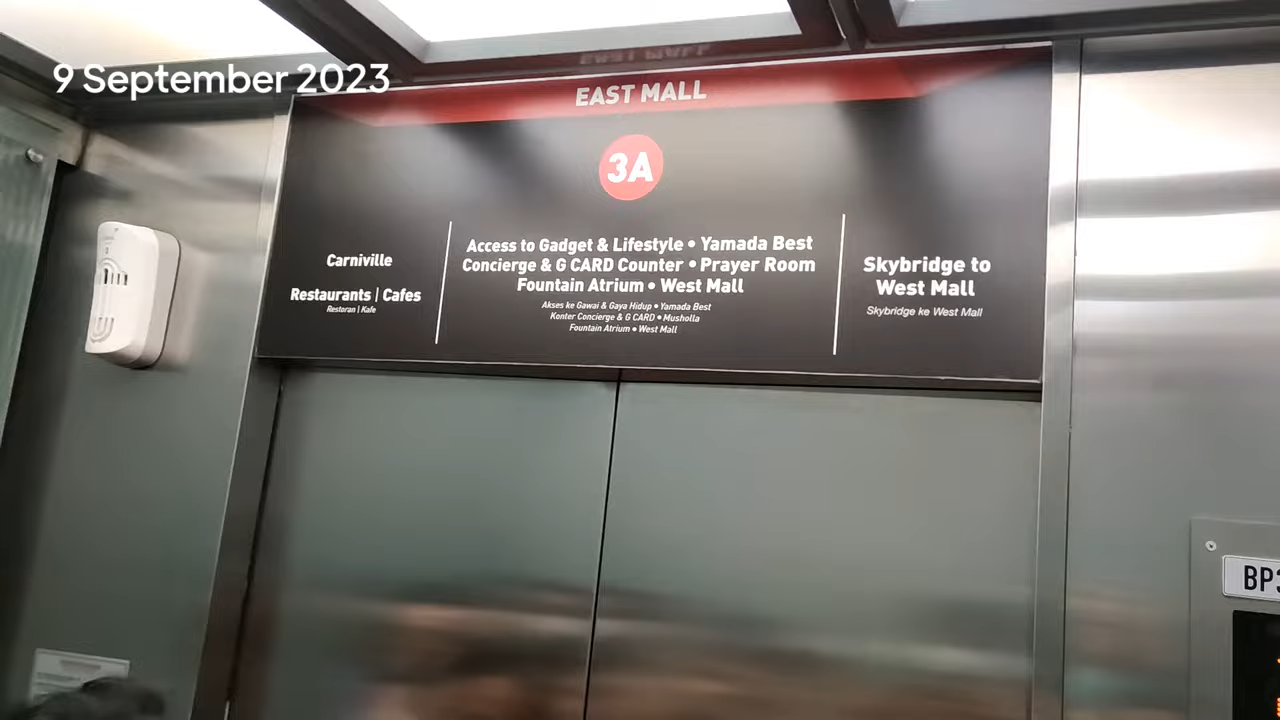 9 September 2023
EAST MALL
3A
Carniville
Restaurants | Cafes
Restoran | Kafe
Access to Gadget & Lifestyle • Yamada Best
Concierge & G CARD Counter • Prayer Room
Fountain Atrium • West Mall
Akses ke Gawai & Gaya Hidup • Yamada Best
Konter Concierge & G CARD • Musholla
Fountain Atrium • West Mall
Skybridge to
West Mall
Skybridge ke West Mall